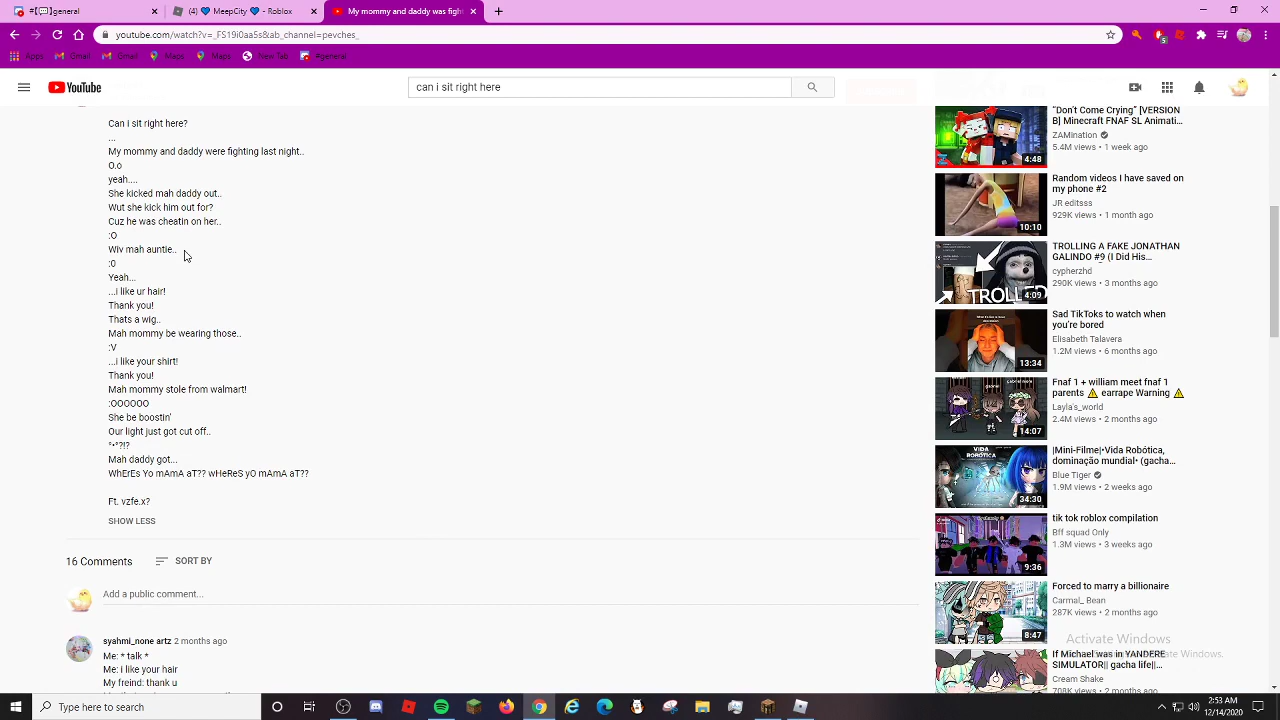 #f【💬】general
(4) 💙 MeepCity 💙 - Roblox
My mommy and daddy was fight
youtube.com/watch?v=_FS19i0aa5s&ab_channel=pevches_
Apps
Gmail
Gmail
Maps
Maps
New Tab
#general
YouTube
can i sit right here
Can I sit right here?
...
My mommy and daddy were fighting last night..
O.o
yeah....
She kicked mah daddy out..
Wut she kick him out for?
Cuz he was cheatin on her..
:O
Wiv mah auntie..
:0
Yeah...
...i like ur hair!
Thank you!
Thats a wig..
Mah mommy be wearing those..
:V
...i like your shirt!
Thank you!
Mah mommy stole from walmart!
:OOOOOO
She be boostin'
Our light just got cut off..
°•°?!?
Mah daddy got...
WhErEs Yo mAmA aT?? wHeReS yO mAmA aT??
Ft. vzfe.x?
SHOW LESS
16 Comments
SORT BY
Add a public comment...
syahmi_none artz 2 months ago
Me: * talk *
Me: i like your hair
My freind: thank u
"Don't Come Crying" [VERSION
B] Minecraft FNAF SL Animati...
ZAMination
5.4M views • 1 week ago
4:48
Random videos I have saved on
my phone #2
JR editsss
929K views • 1 month ago
10:10
TROLLING A FAKE JONATHAN
GALINDO #9 (I Did His...
cypherzhd
290K views • 3 months ago
TROLLED
4:09
Sad TikToks to watch when
you're bored
Elisabeth Talavera
1.2M views • 6 months ago
13:34
Fnaf 1 + william meet fnaf 1
parents ⚠ earrape Warning ⚠
Layla's_world
2.4M views • 2 months ago
14:07
|Mini-Filme|•Vida Robótica,
dominação mundial• (gacha...
Blue Tiger
1.9M views • 2 weeks ago
VIDA
ROBÓTICA
34:30
tik tok roblox compilation
Bff squad Only
1.3M views • 3 weeks ago
9:36
Forced to marry a billionaire
Carmal_ Bean
287K views • 2 months ago
8:47
If Michael was in YANDERE
SIMULATOR|| gacha life||...
Cream Shake
708K views • 2 months ago
Activate Windows
Type here to search
2:53 AM
12/14/2020